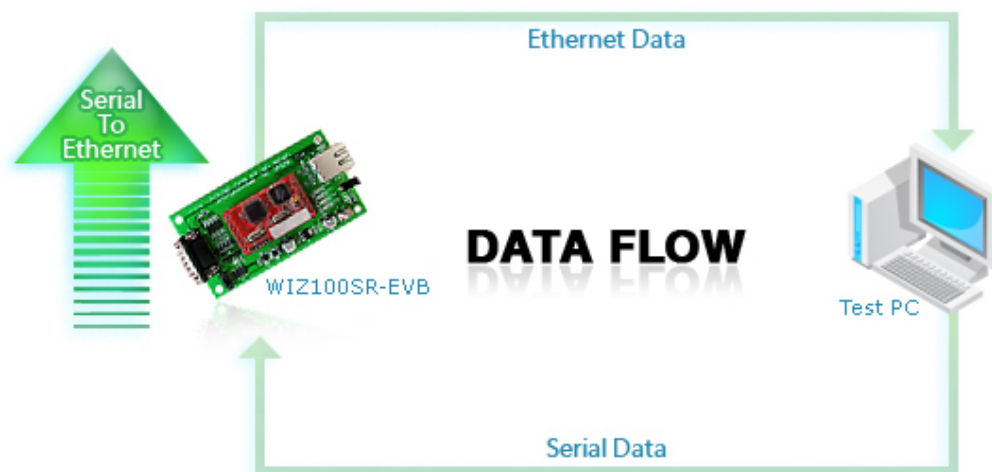 Ethernet Data
Serial
To
Ethernet
DATA FLOW
WIZ100SR-EVB
Test PC
Serial Data